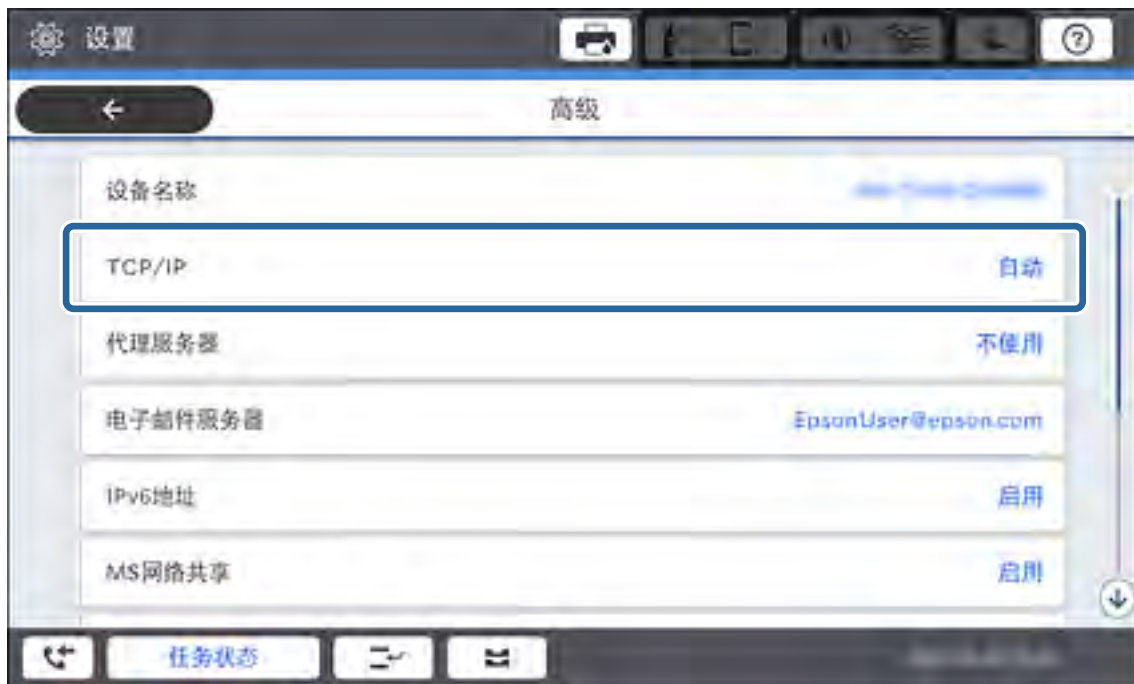 设置
高级
设备名称
TCP/IP 自动
代理服务器 不使用
电子邮件服务器 EpsonUser@epson.com
IPv6地址 启用
MS网络共享 启用
任务状态